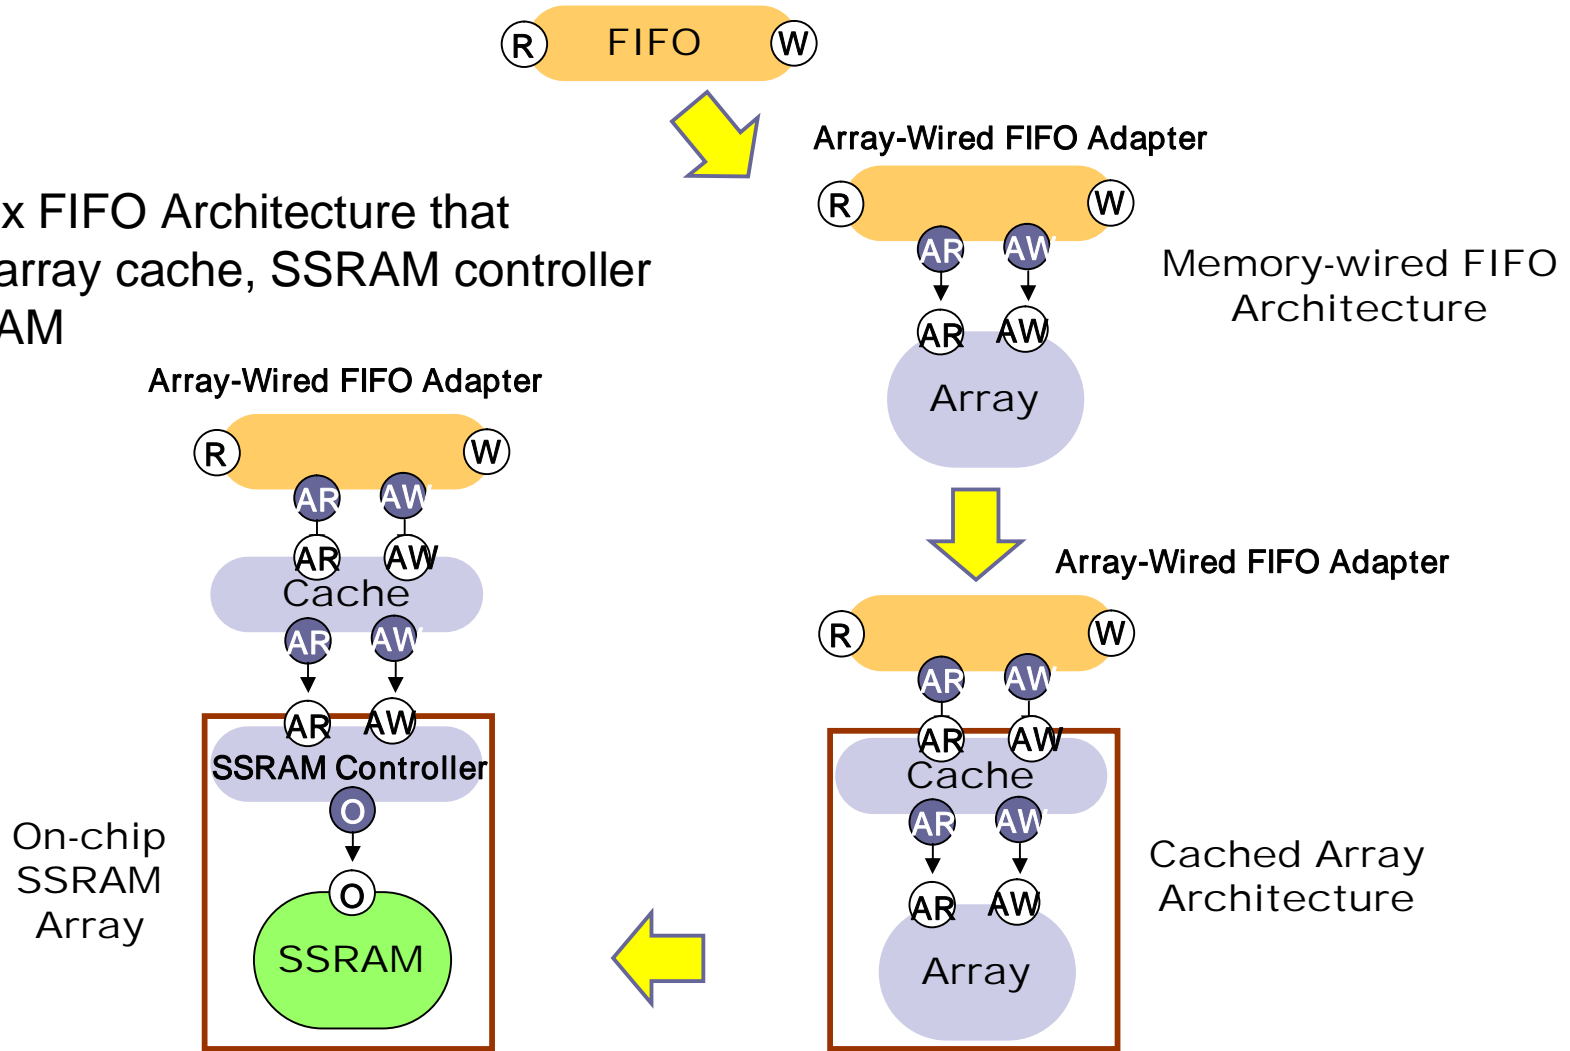 R FIFO W
Array-Wired FIFO Adapter
R W
AR AW
AR AW
Array
Memory-wired FIFO
Architecture
x FIFO Architecture that
array cache, SSRAM controller
AM
Array-Wired FIFO Adapter
R W
AR AW
AR AW
Cache
AR AW
AR AW
SSRAM Controller
O
O
SSRAM
On-chip
SSRAM
Array
Array-Wired FIFO Adapter
R W
AR AW
AR AW
Cache
AR AW
AR AW
Array
Cached Array
Architecture